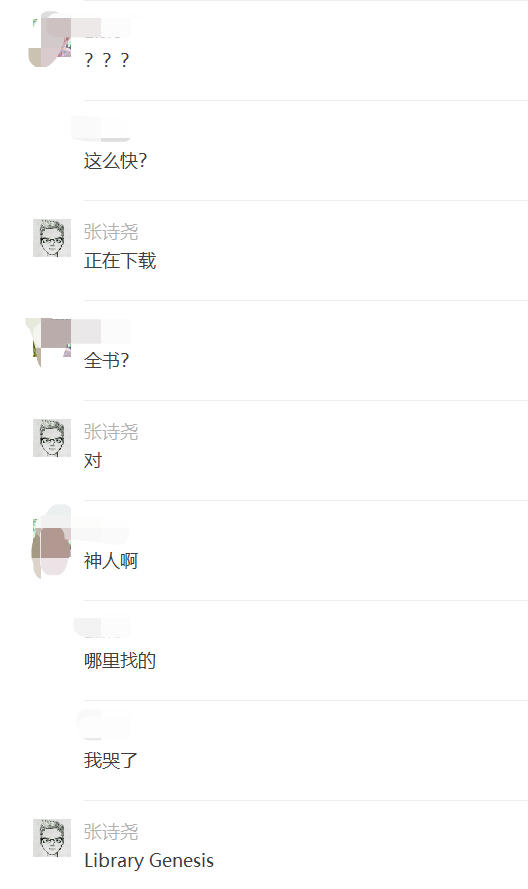 ？？？
这么快?
张诗尧
正在下载
全书?
张诗尧
对
神人啊
哪里找的
我哭了
张诗尧
Library Genesis